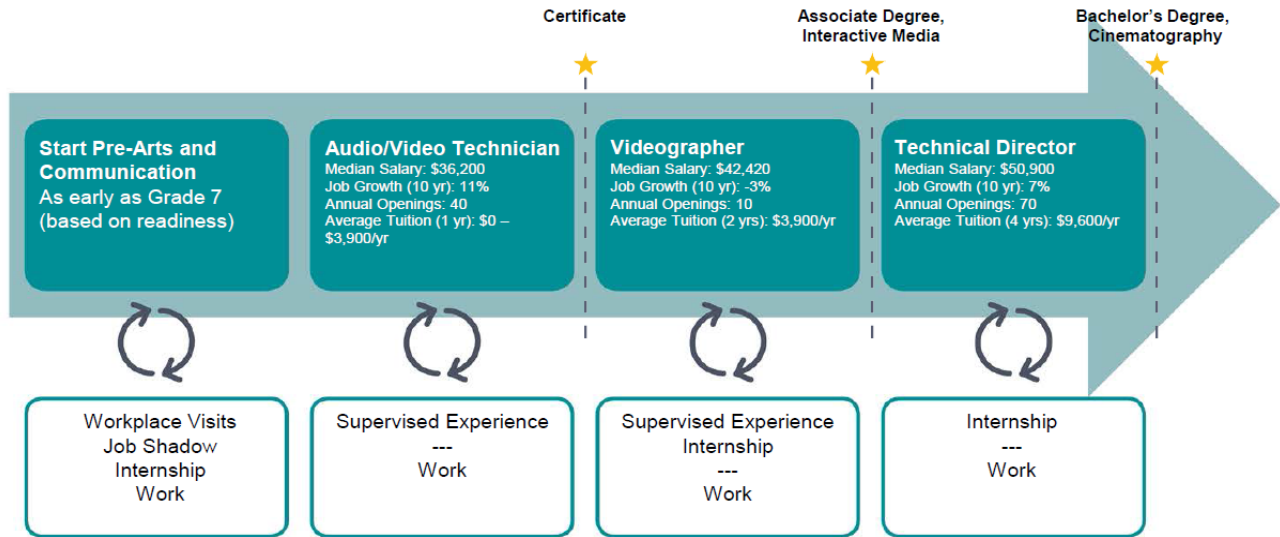 Certificate
Associate Degree,
Interactive Media
Bachelor's Degree,
Cinematography
Start Pre-Arts and
Communication
As early as Grade 7
(based on readiness)
Audio/Video Technician
Median Salary: $36,200
Job Growth (10 yr): 11%
Annual Openings: 40
Average Tuition (1 yr): $0 –
$3,900/yr
Videographer
Median Salary: $42,420
Job Growth (10 yr): -3%
Annual Openings: 10
Average Tuition (2 yrs): $3,900/yr
Technical Director
Median Salary: $50,900
Job Growth (10 yr): 7%
Annual Openings: 70
Average Tuition (4 yrs): $9,600/yr
Workplace Visits
Job Shadow
Internship
Work
Supervised Experience
---
Work
Supervised Experience
Internship
---
Work
Internship
---
Work